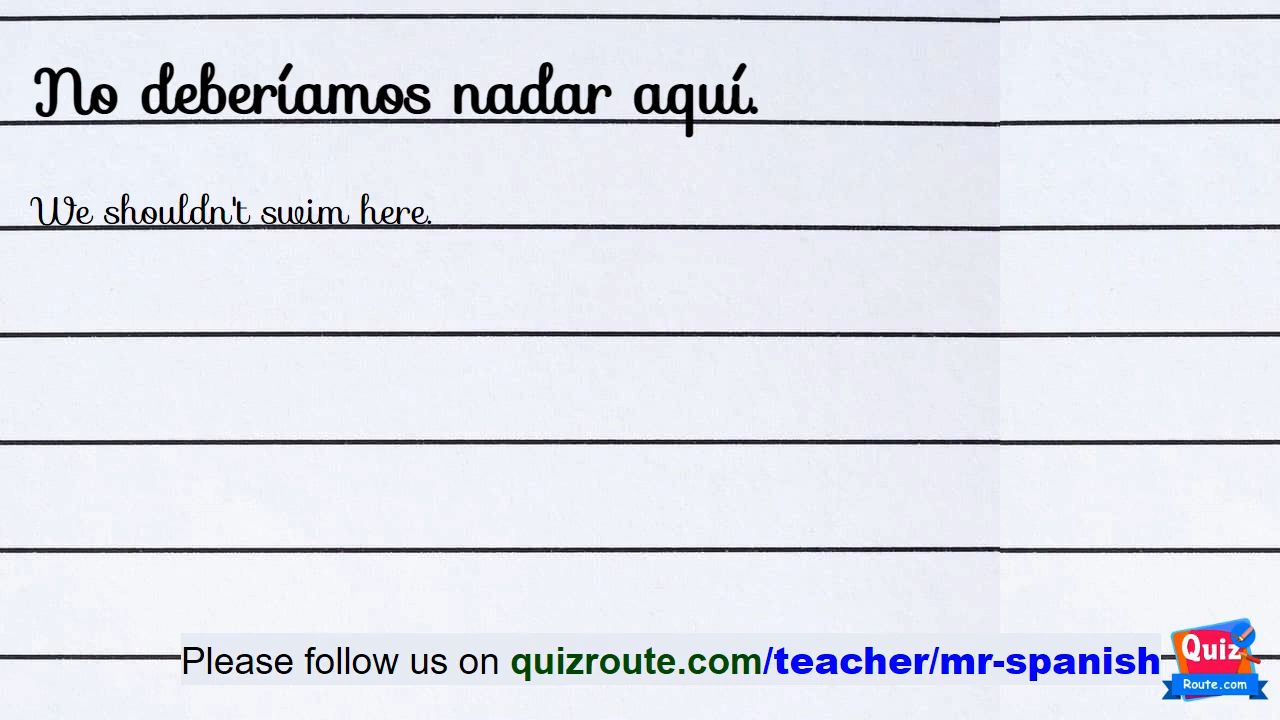 No deberíamos nadar aquí.
We shouldn't swim here.
Please follow us on quizroute.com/teacher/mr-spanish
Quiz
Route.com